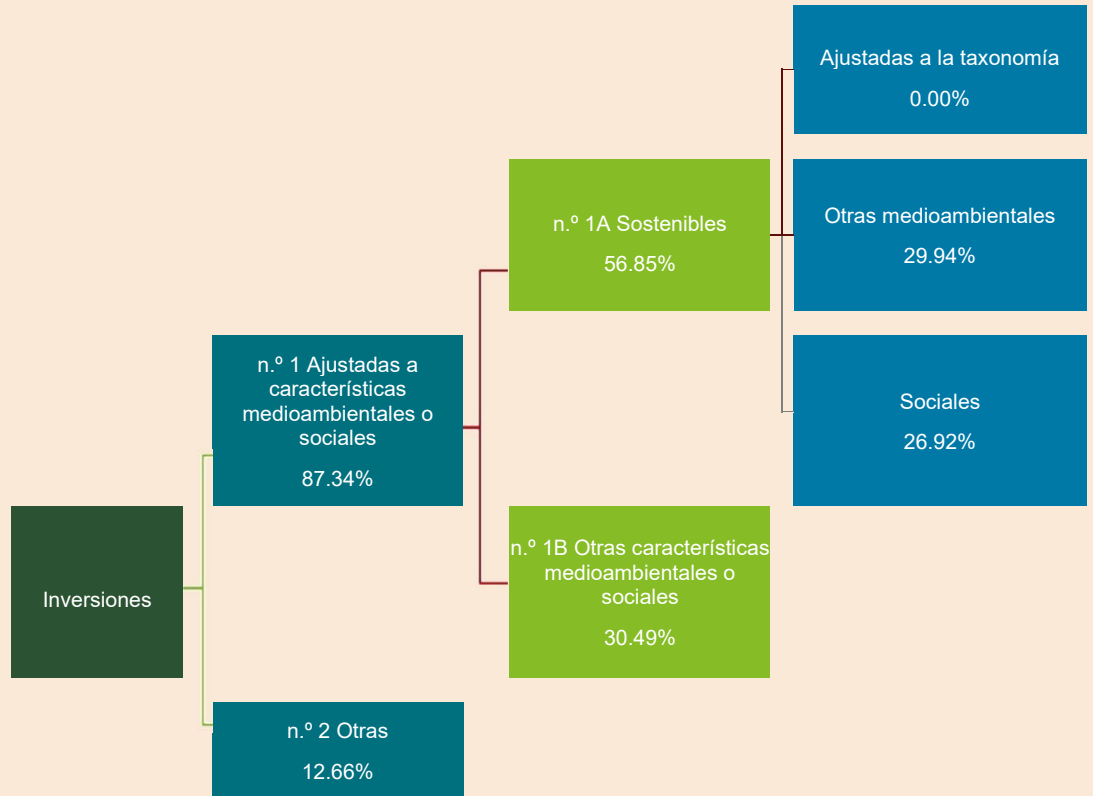 Ajustadas a la taxonomía
0.00%
n.º 1A Sostenibles
56.85%
Otras medioambientales
29.94%
n.º 1 Ajustadas a
características
medioambientales o
sociales
87.34%
Sociales
26.92%
Inversiones
n.º 1B Otras características
medioambientales o
sociales
30.49%
n.º 2 Otras
12.66%